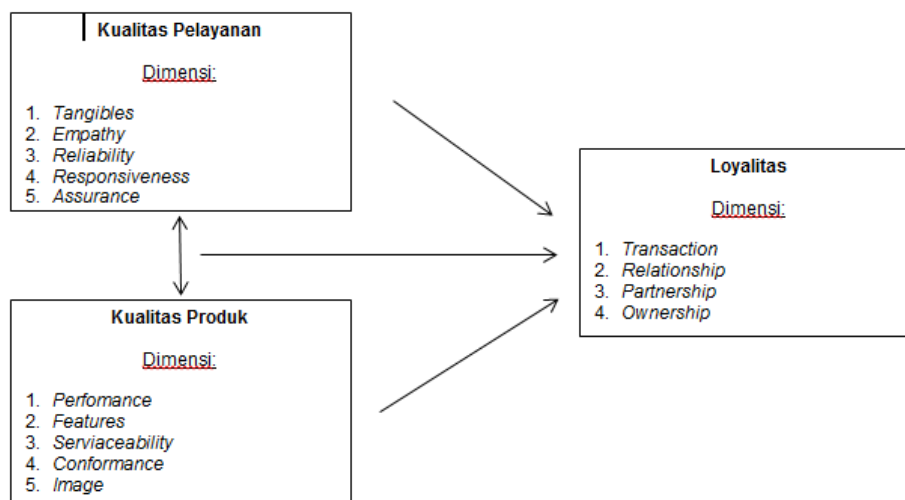 Kualitas Pelayanan
Dimensi:
1. Tangibles
2. Empathy
3. Reliability
4. Responsiveness
5. Assurance
Kualitas Produk
Dimensi:
1. Perfomance
2. Features
3. Serviaceability
4. Conformance
5. Image
Loyalitas
Dimensi:
1. Transaction
2. Relationship
3. Partnership
4. Ownership